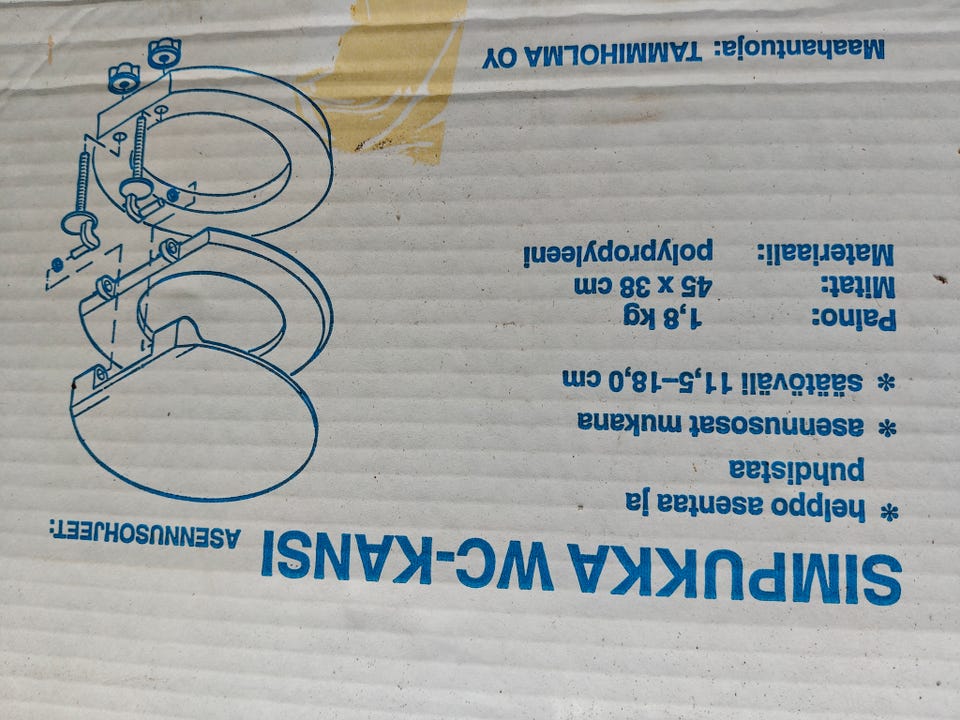 SIMPUKKA WC-KANSI ASENNUSOHJEET:
* helppo asentaa ja
puhdistaa
* asennusosat mukana
* säätöväli 11,5–18,0 cm
Paino: 1,8 kg
Mitat: 45 x 38 cm
Materiaali: polypropyleeni
Maahantuoja: TAMMIHOLMA OY